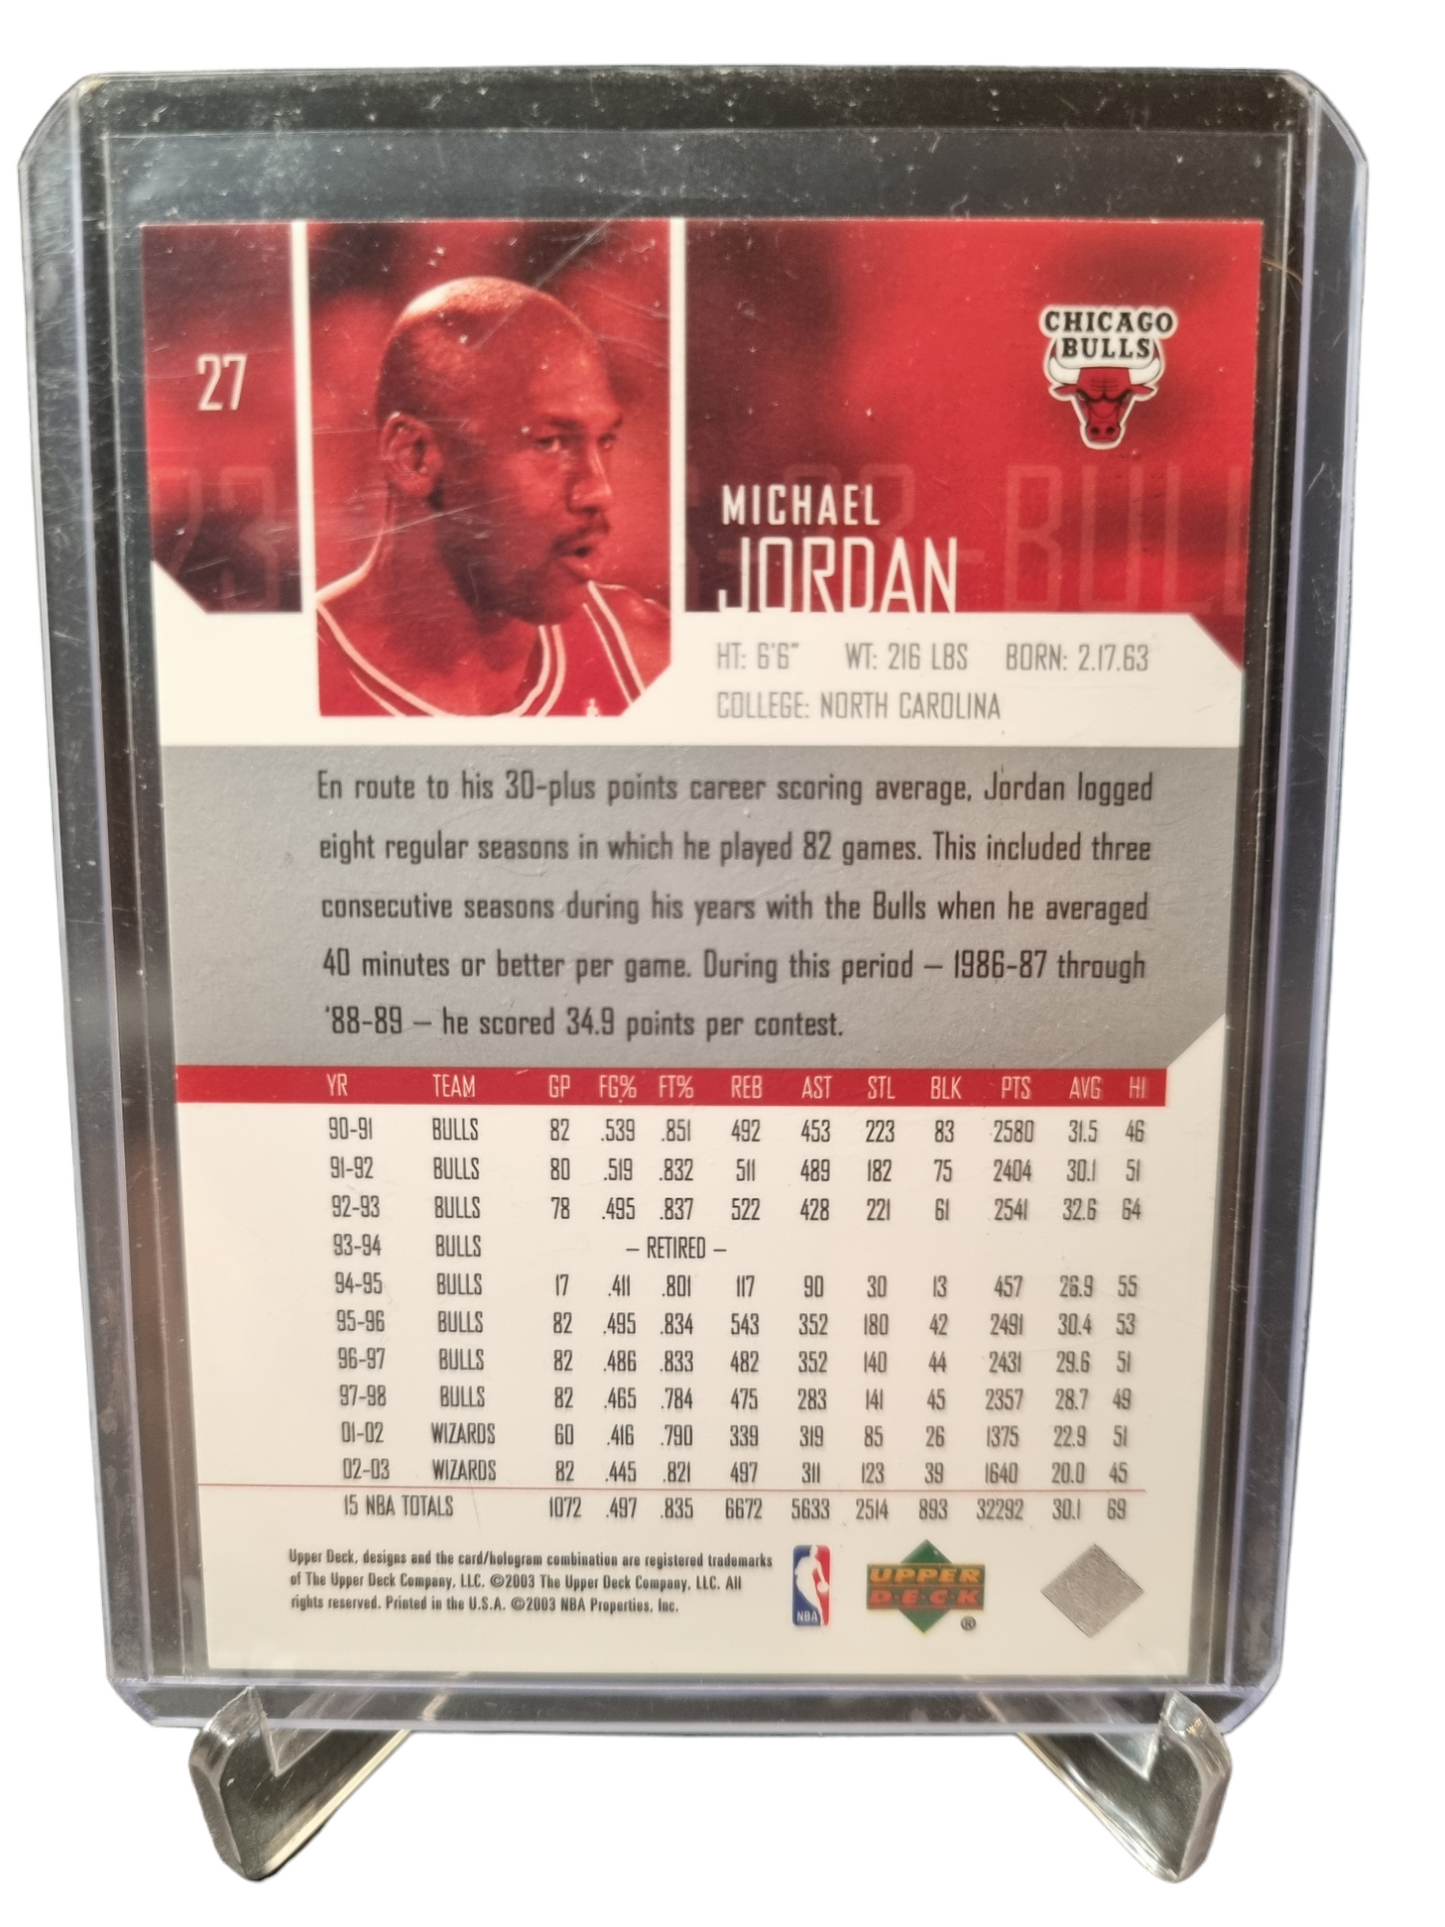 27
CHICAGO
BULLS
MICHAEL
JORDAN
HT: 6'6" WT: 216 LBS BORN: 2.17.63
COLLEGE: NORTH CAROLINA
En route to his 30-plus points career scoring average, Jordan logged
eight regular seasons in which he played 82 games. This included three
consecutive seasons during his years with the Bulls when he averaged
40 minutes or better per game. During this period – 1986-87 through
'88-89 – he scored 34.9 points per contest.
YR TEAM GP FG% FT% REB AST STL BLK PTS AVG HI
90-91 BULLS 82 .539 .851 492 453 223 83 2580 31.5 46
91-92 BULLS 80 .519 .832 511 489 182 75 2404 30.1 51
92-93 BULLS 78 .495 .837 522 428 221 61 2541 32.6 64
93-94 BULLS – RETIRED –
94-95 BULLS 17 .411 .801 117 90 30 13 457 26.9 55
95-96 BULLS 82 .495 .834 543 352 180 42 2491 30.4 53
96-97 BULLS 82 .486 .833 482 352 140 44 2431 29.6 51
97-98 BULLS 82 .465 .784 475 283 141 45 2357 28.7 49
01-02 WIZARDS 60 .416 .790 339 319 85 26 1375 22.9 51
02-03 WIZARDS 82 .445 .821 497 311 123 39 1640 20.0 45
15 NBA TOTALS 1072 .497 .835 6672 5633 2514 893 32292 30.1 69
Upper Deck, designs and the card/hologram combination are registered trademarks
of The Upper Deck Company, LLC. ©2003 The Upper Deck Company, LLC. All
rights reserved. Printed in the U.S.A. ©2003 NBA Properties, Inc.
NBA
UPPER
DECK
®